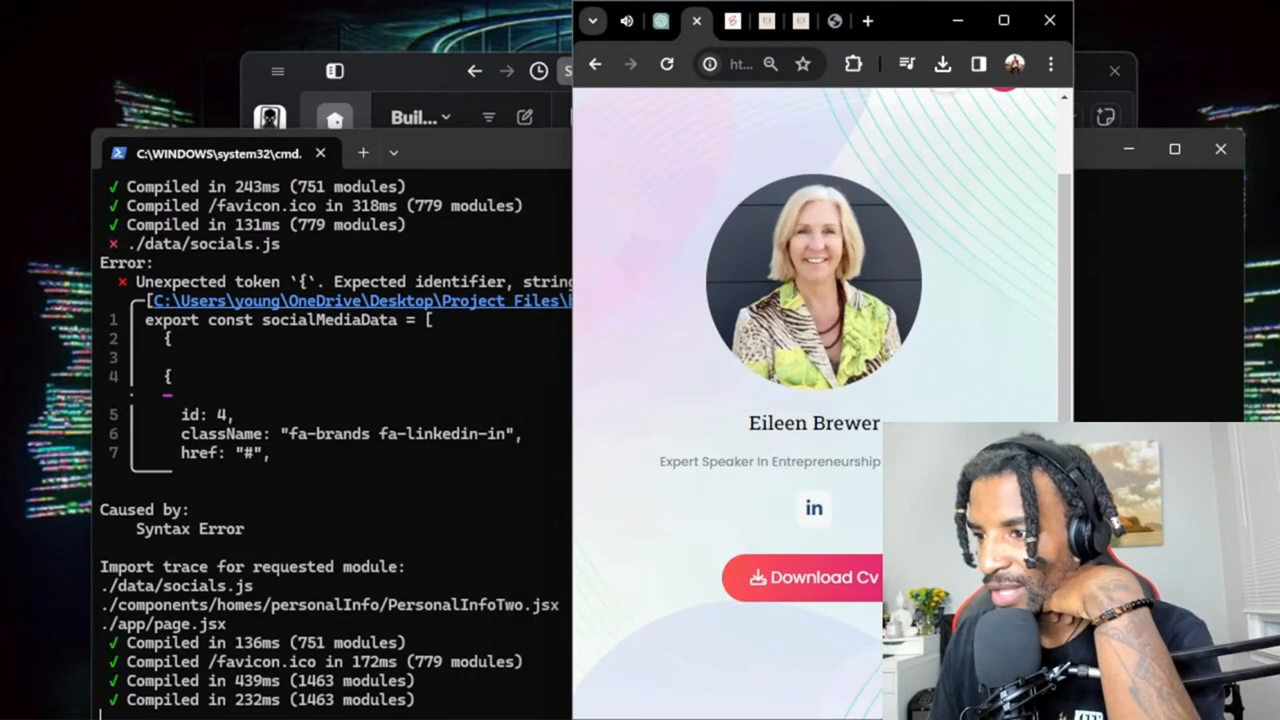 ht...
Buil...
S
C:\WINDOWS\system32\cmd.
✓ Compiled in 243ms (751 modules)
✓ Compiled /favicon.ico in 318ms (779 modules)
✓ Compiled in 131ms (779 modules)
× ./data/socials.js
Error:
× Unexpected token `{`. Expected identifier, string
[C:\Users\young\OneDrive\Desktop\Project Files\
1 export const socialMediaData = [
2 {
3
4 {
5 id: 4,
6 className: "fa-brands fa-linkedin-in",
7 href: "#",
Caused by:
Syntax Error
Import trace for requested module:
./data/socials.js
./components/homes/personalInfo/PersonalInfoTwo.jsx
./app/page.jsx
✓ Compiled in 136ms (751 modules)
✓ Compiled /favicon.ico in 172ms (779 modules)
✓ Compiled in 439ms (1463 modules)
✓ Compiled in 232ms (1463 modules)
Eileen Brewer
Expert Speaker In Entrepreneurship
in
Download Cv